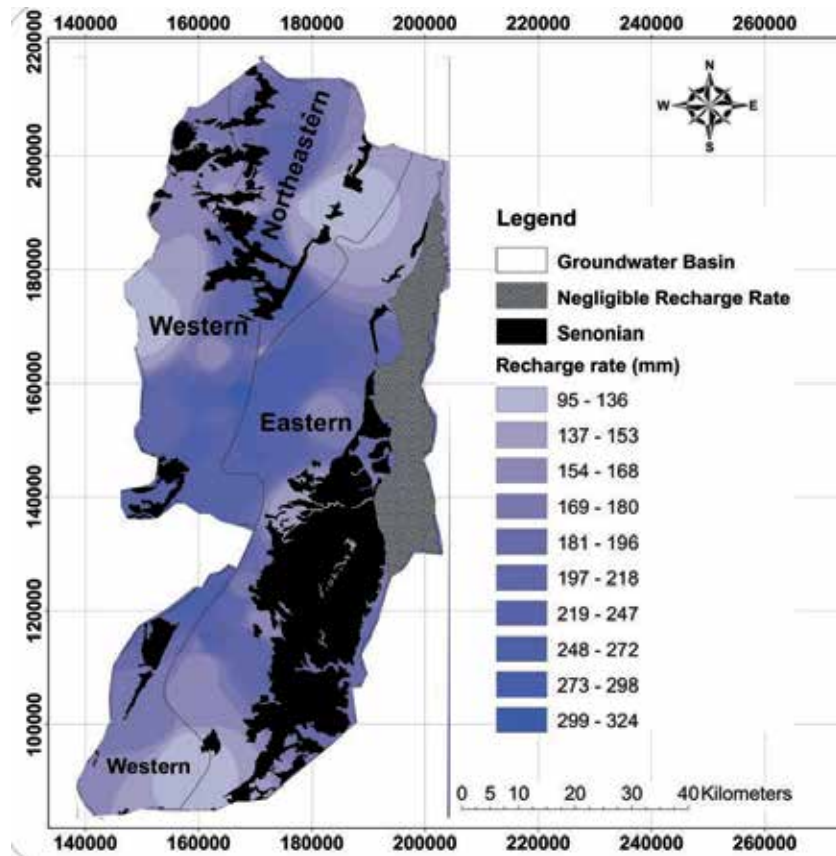 140000 160000 180000 200000 220000 240000 260000
220000
200000
180000
160000
140000
120000
100000
N
W E
S
Northeastern
Western
Eastern
Western
Legend
Groundwater Basin
Negligible Recharge Rate
Senonian
Recharge rate (mm)
95 - 136
137 - 153
154 - 168
169 - 180
181 - 196
197 - 218
219 - 247
248 - 272
273 - 298
299 - 324
0 5 10 20 30 40 Kilometers
140000 160000 180000 200000 220000 240000 260000